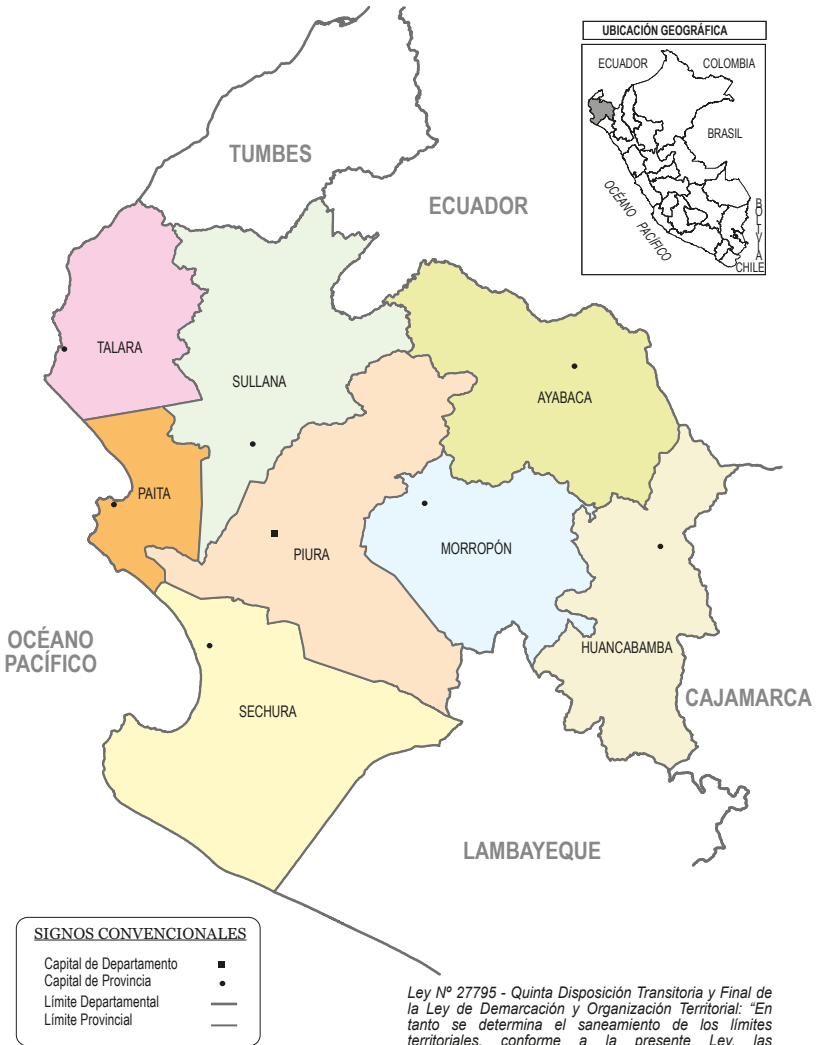 UBICACIÓN GEOGRÁFICA
ECUADOR
COLOMBIA
BRASIL
OCÉANO PACÍFICO
BOLIVIA
CHILE
TUMBES
ECUADOR
TALARA
SULLANA
AYABACA
PAITA
PIURA
MORROPÓN
HUANCABAMBA
OCÉANO
PACÍFICO
SECHURA
CAJAMARCA
LAMBAYEQUE
SIGNOS CONVENCIONALES
Capital de Departamento
Capital de Provincia
Límite Departamental
Límite Provincial
Ley Nº 27795 - Quinta Disposición Transitoria y Final de
la Ley de Demarcación y Organización Territorial: “En
tanto se determina el saneamiento de los límites
territoriales, conforme a la presente Ley, las